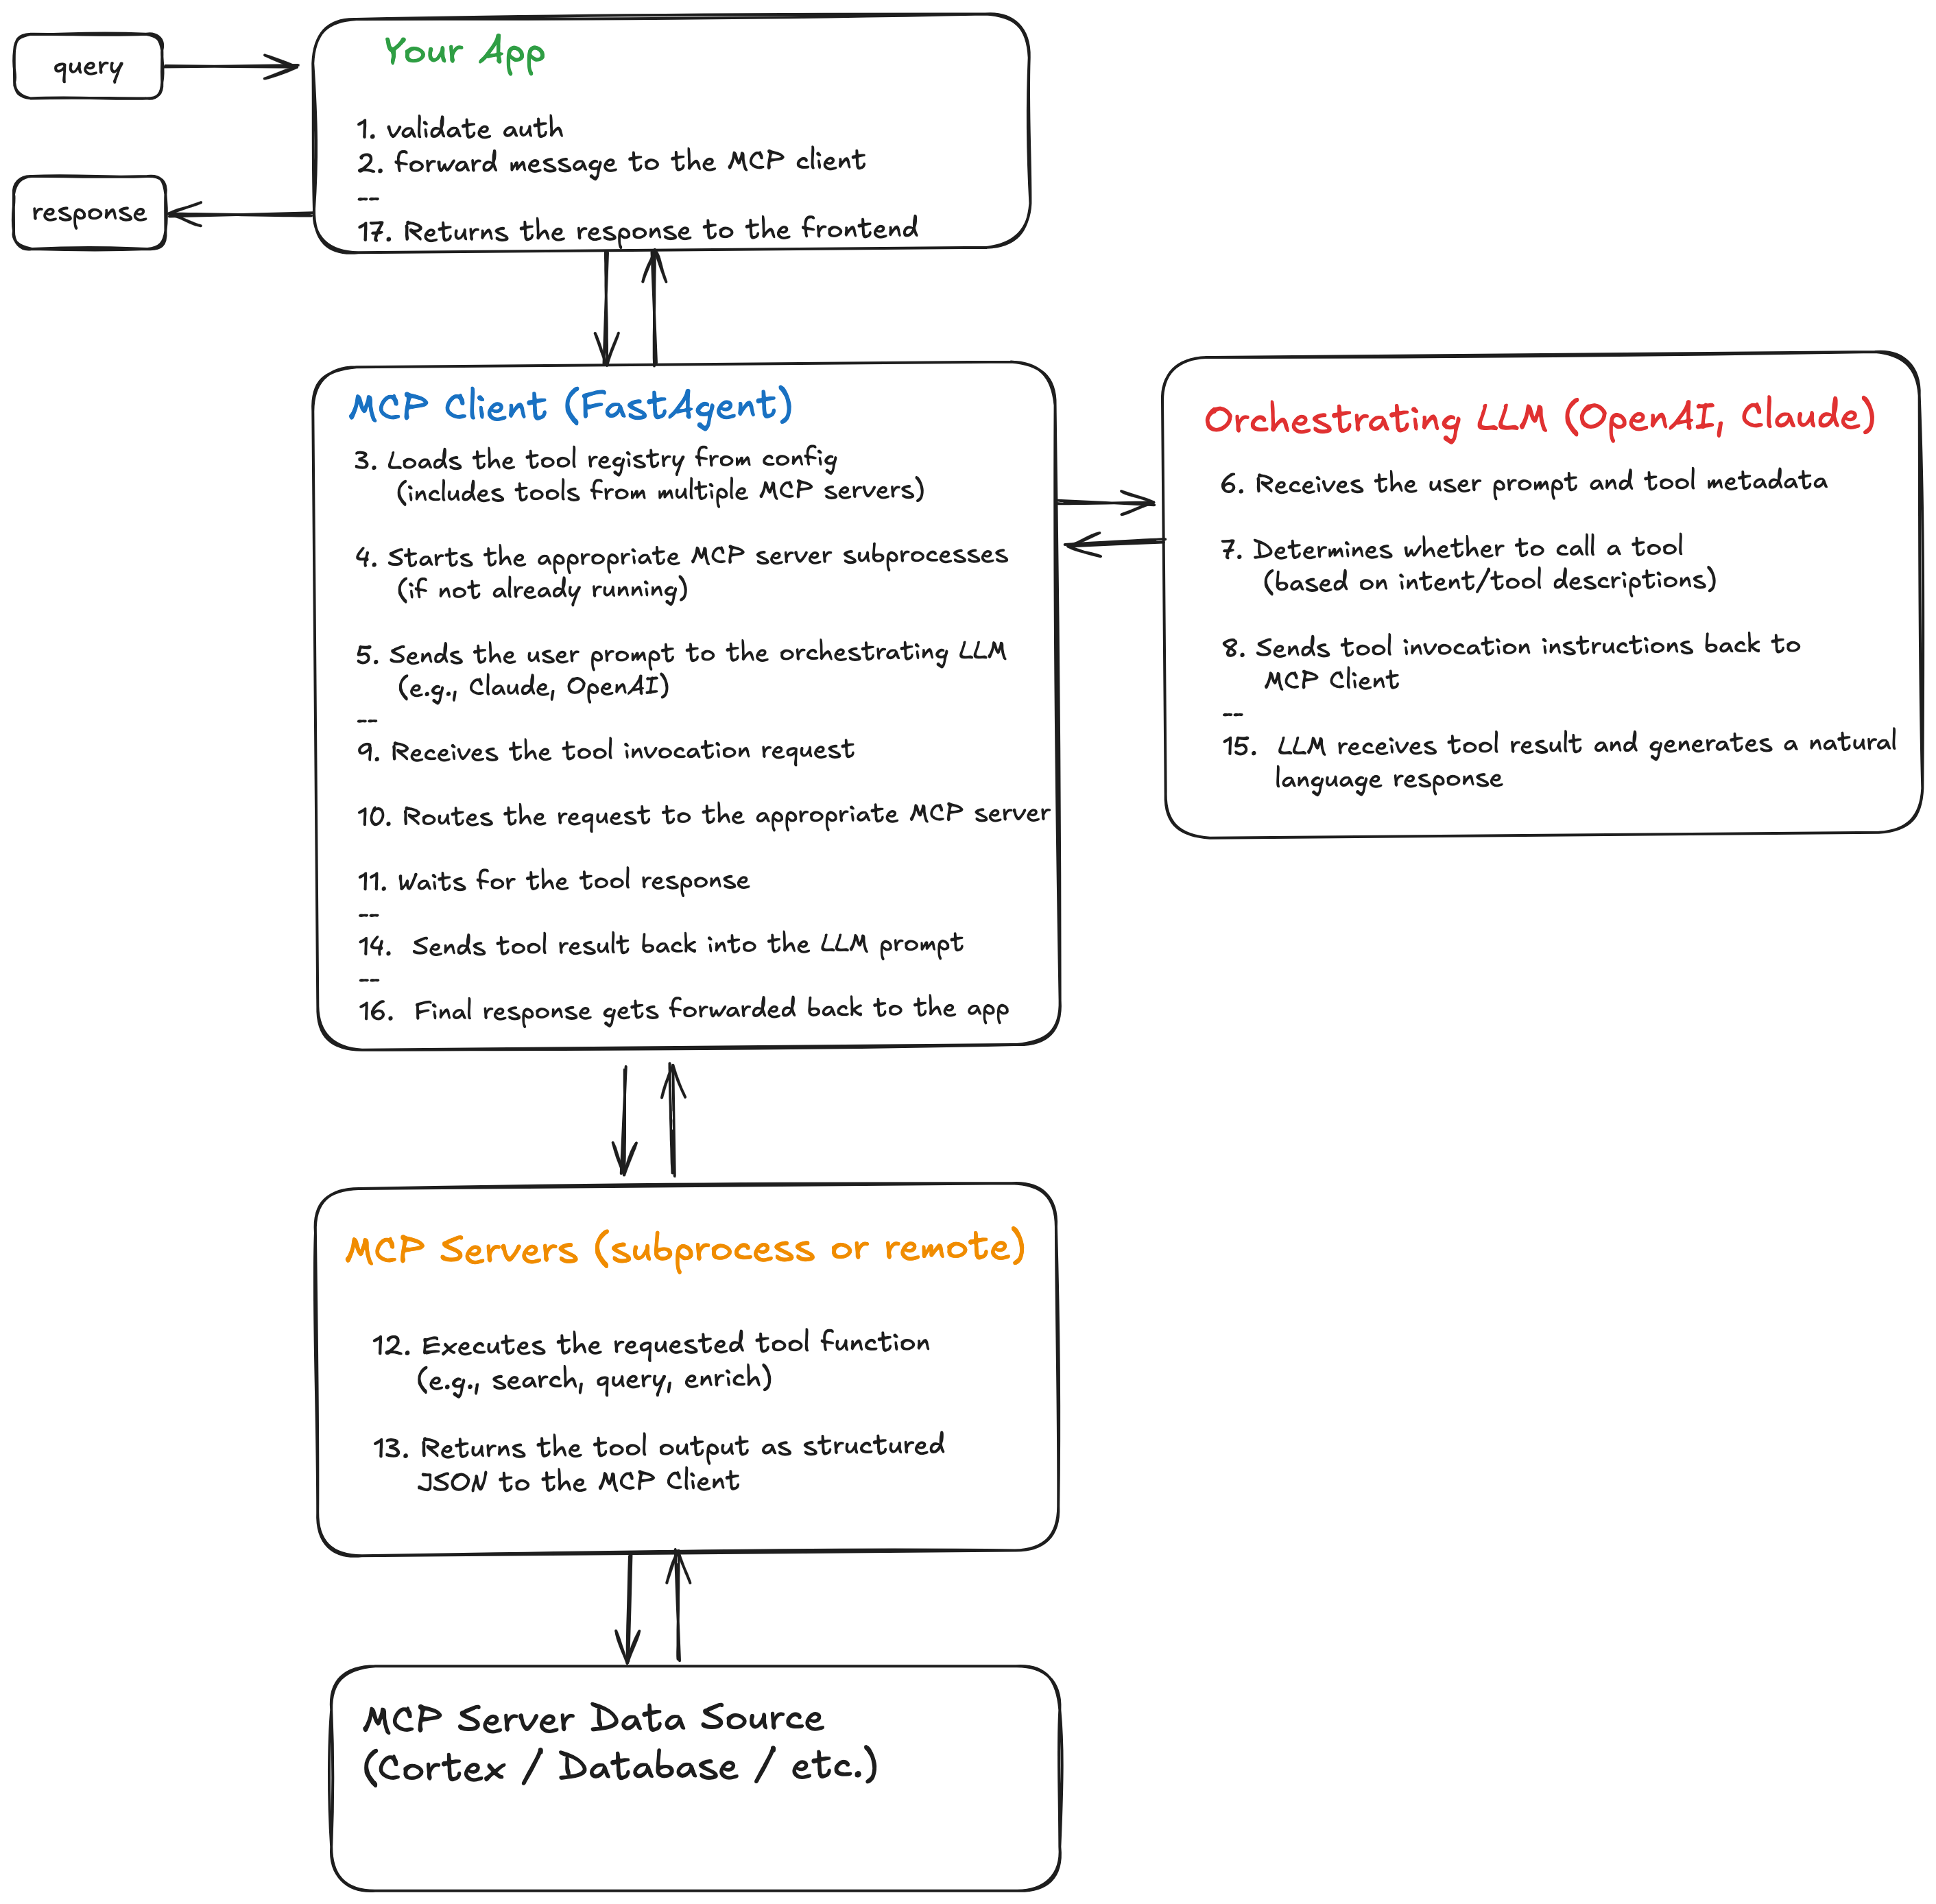 query
response
Your App
1. validate auth
2. forward message to the MCP client
--
17. Returns the response to the frontend
MCP Client (FastAgent)
3. Loads the tool registry from config
(includes tools from multiple MCP servers)
4. Starts the appropriate MCP server subprocesses
(if not already running)
5. Sends the user prompt to the orchestrating LLM
(e.g., Claude, OpenAI)
--
9. Receives the tool invocation request
10. Routes the request to the appropriate MCP server
11. Waits for the tool response
--
14. Sends tool result back into the LLM prompt
--
16. Final response gets forwarded back to the app
Orchestrating LLM (OpenAI, Claude)
6. Receives the user prompt and tool metadata
7. Determines whether to call a tool
(based on intent/tool descriptions)
8. Sends tool invocation instructions back to
MCP Client
--
15. LLM receives tool result and generates a natural
language response
MCP Servers (subprocess or remote)
12. Executes the requested tool function
(e.g., search, query, enrich)
13. Returns the tool output as structured
JSON to the MCP Client
MCP Server Data Source
(Cortex / Database / etc.)